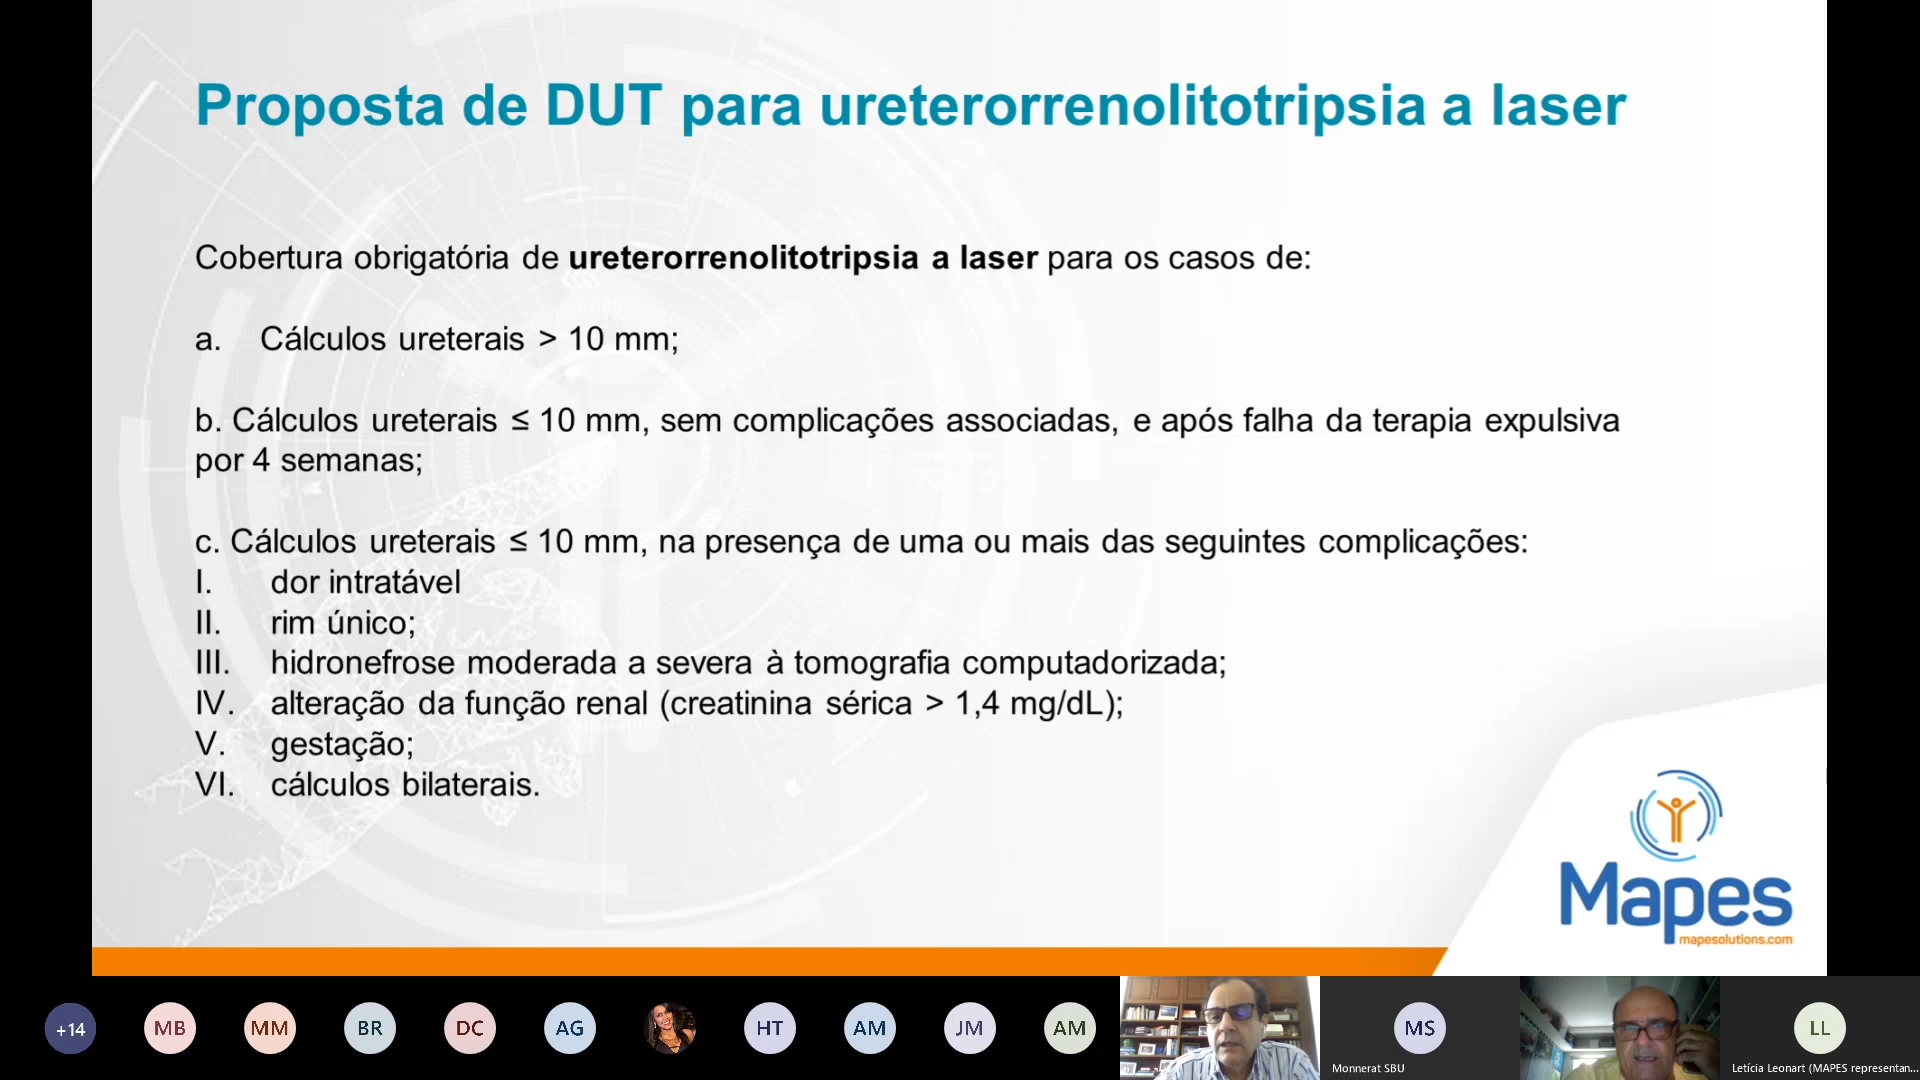 Proposta de DUT para ureterorrenolitotripsia a laser
Cobertura obrigatória de ureterorrenolitotripsia a laser para os casos de:
a. Cálculos ureterais > 10 mm;
b. Cálculos ureterais ≤ 10 mm, sem complicações associadas, e após falha da terapia expulsiva
por 4 semanas;
c. Cálculos ureterais ≤ 10 mm, na presença de uma ou mais das seguintes complicações:
I. dor intratável
II. rim único;
III. hidronefrose moderada a severa à tomografia computadorizada;
IV. alteração da função renal (creatinina sérica > 1,4 mg/dL);
V. gestação;
VI. cálculos bilaterais.
Mapes
mapesolutions.com
+14 MB MM BR DC AG HT AM JM AM MS LL
Monnerat SBU
Letícia Leonart (MAPES representan...